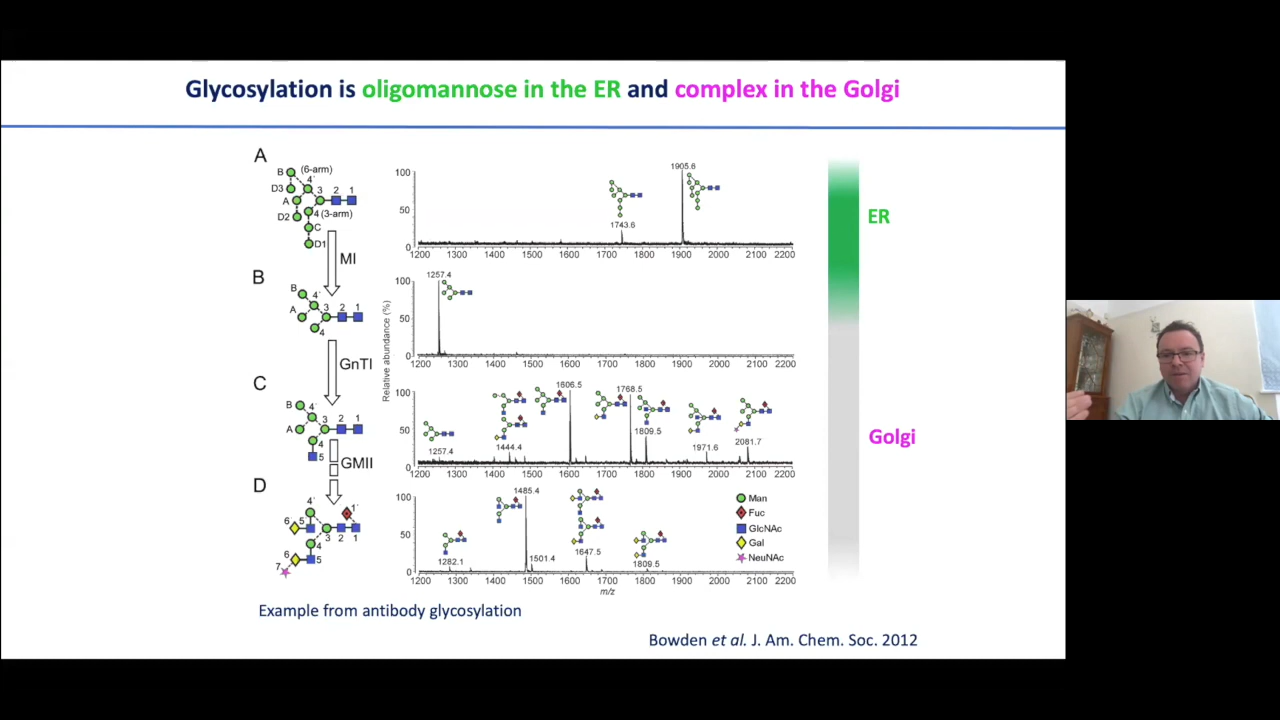 Glycosylation is oligomannose in the ER and complex in the Golgi
A
B
(6-arm)
4´
D3
3
2
1
A
D2
4
(3-arm)
C
D1
MI
100
50
0
1743.6
1905.6
1200 1300 1400 1500 1600 1700 1800 1900 2000 2100 2200
B
B
4´
A
3
2
1
4
GnTI
100
50
0
1257.4
1200 1300 1400 1500 1600 1700 1800 1900 2000 2100 2200
Relative abundance (%)
C
B
4´
A
3
2
1
4
5
GMII
100
50
0
1257.4
1444.4
1606.5
1768.5
1809.5
1971.6
2081.7
1200 1300 1400 1500 1600 1700 1800 1900 2000 2100 2200
D
4´
1´
6´
5´
3
2
1
4
6
5
7
100
50
0
1282.1
1485.4
1501.4
1647.5
1809.5
1200 1300 1400 1500 1600 1700 1800 1900 2000 2100 2200
m/z
Man
Fuc
GlcNAc
Gal
NeuNAc
ER
Golgi
Example from antibody glycosylation
Bowden et al. J. Am. Chem. Soc. 2012